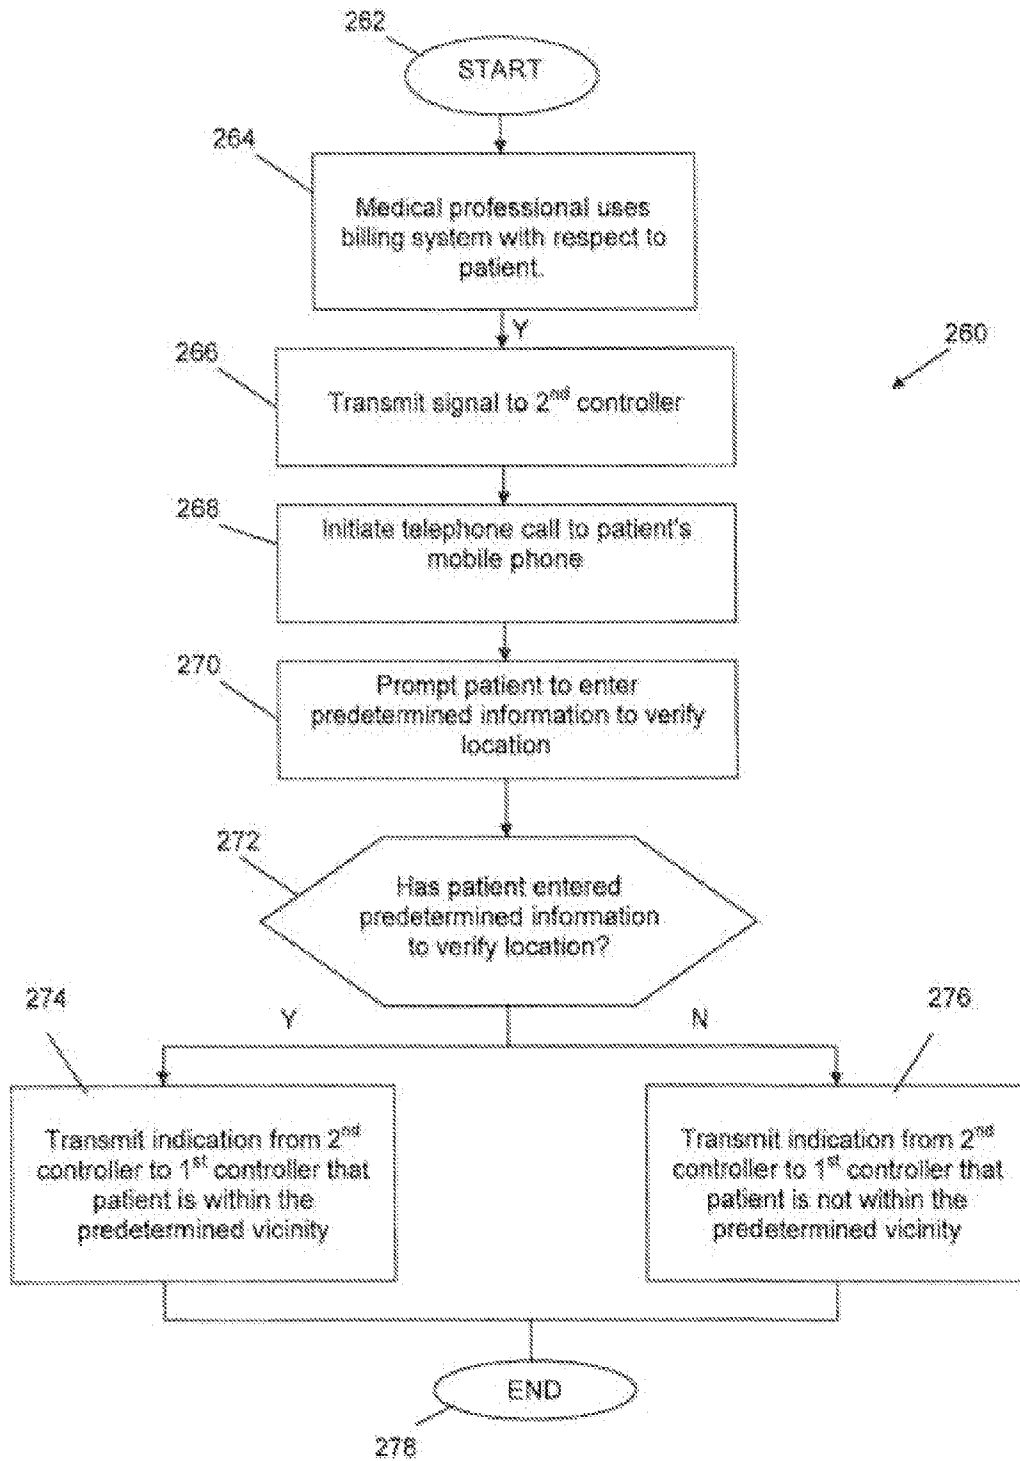 262
START
264
Medical professional uses
billing system with respect to
patient.
Y
260
266
Transmit signal to 2nd controller
268
Initiate telephone call to patient's
mobile phone
270
Prompt patient to enter
predetermined information to verify
location
272
Has patient entered
predetermined information
to verify location?
274
Y
N
276
Transmit indication from 2nd
controller to 1st controller that
patient is within the
predetermined vicinity
Transmit indication from 2nd
controller to 1st controller that
patient is not within the
predetermined vicinity
END
278